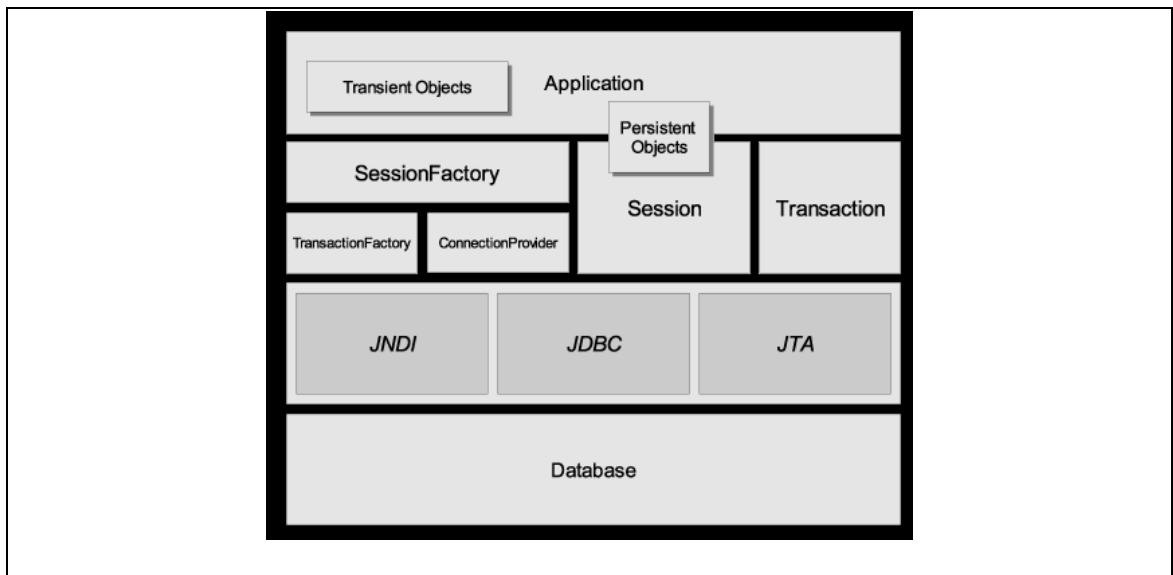 Transient Objects
Application
Persistent
Objects
SessionFactory
Session
Transaction
TransactionFactory
ConnectionProvider
JNDI
JDBC
JTA
Database